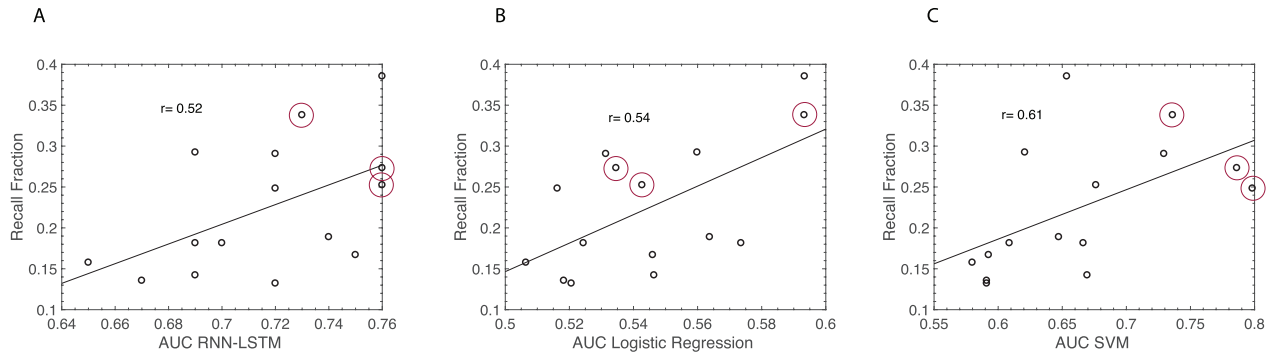 A
B
C
r= 0.52
r= 0.54
r= 0.61
Recall Fraction
0.4
0.35
0.3
0.25
0.2
0.15
0.1
0.64 0.66 0.68 0.7 0.72 0.74 0.76
AUC RNN-LSTM
Recall Fraction
0.4
0.35
0.3
0.25
0.2
0.15
0.1
0.5 0.52 0.54 0.56 0.58 0.6
AUC Logistic Regression
Recall Fraction
0.4
0.35
0.3
0.25
0.2
0.15
0.1
0.55 0.6 0.65 0.7 0.75 0.8
AUC SVM